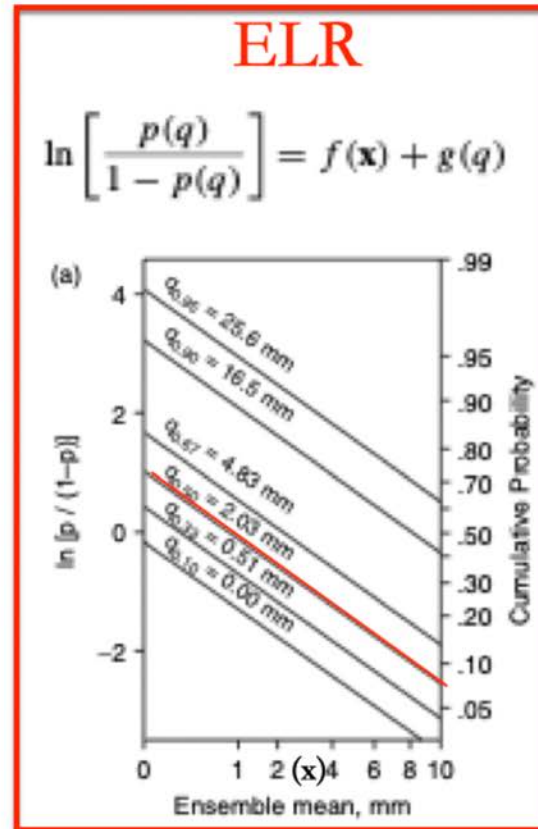 ELR
ln [ p(q) / 1 − p(q) ] = f(x) + g(q)
(a)
q0.95 = 25.6 mm
q0.90 = 16.5 mm
q0.67 = 4.83 mm
q0.50 = 2.03 mm
q0.33 = 0.51 mm
q0.10 = 0.00 mm
ln [p / (1−p)]
4
2
0
−2
.99
.95
.90
.80
.70
.50
.30
.20
.10
.05
Cumulative Probability
0 1 2 (x) 4 6 8 10
Ensemble mean, mm